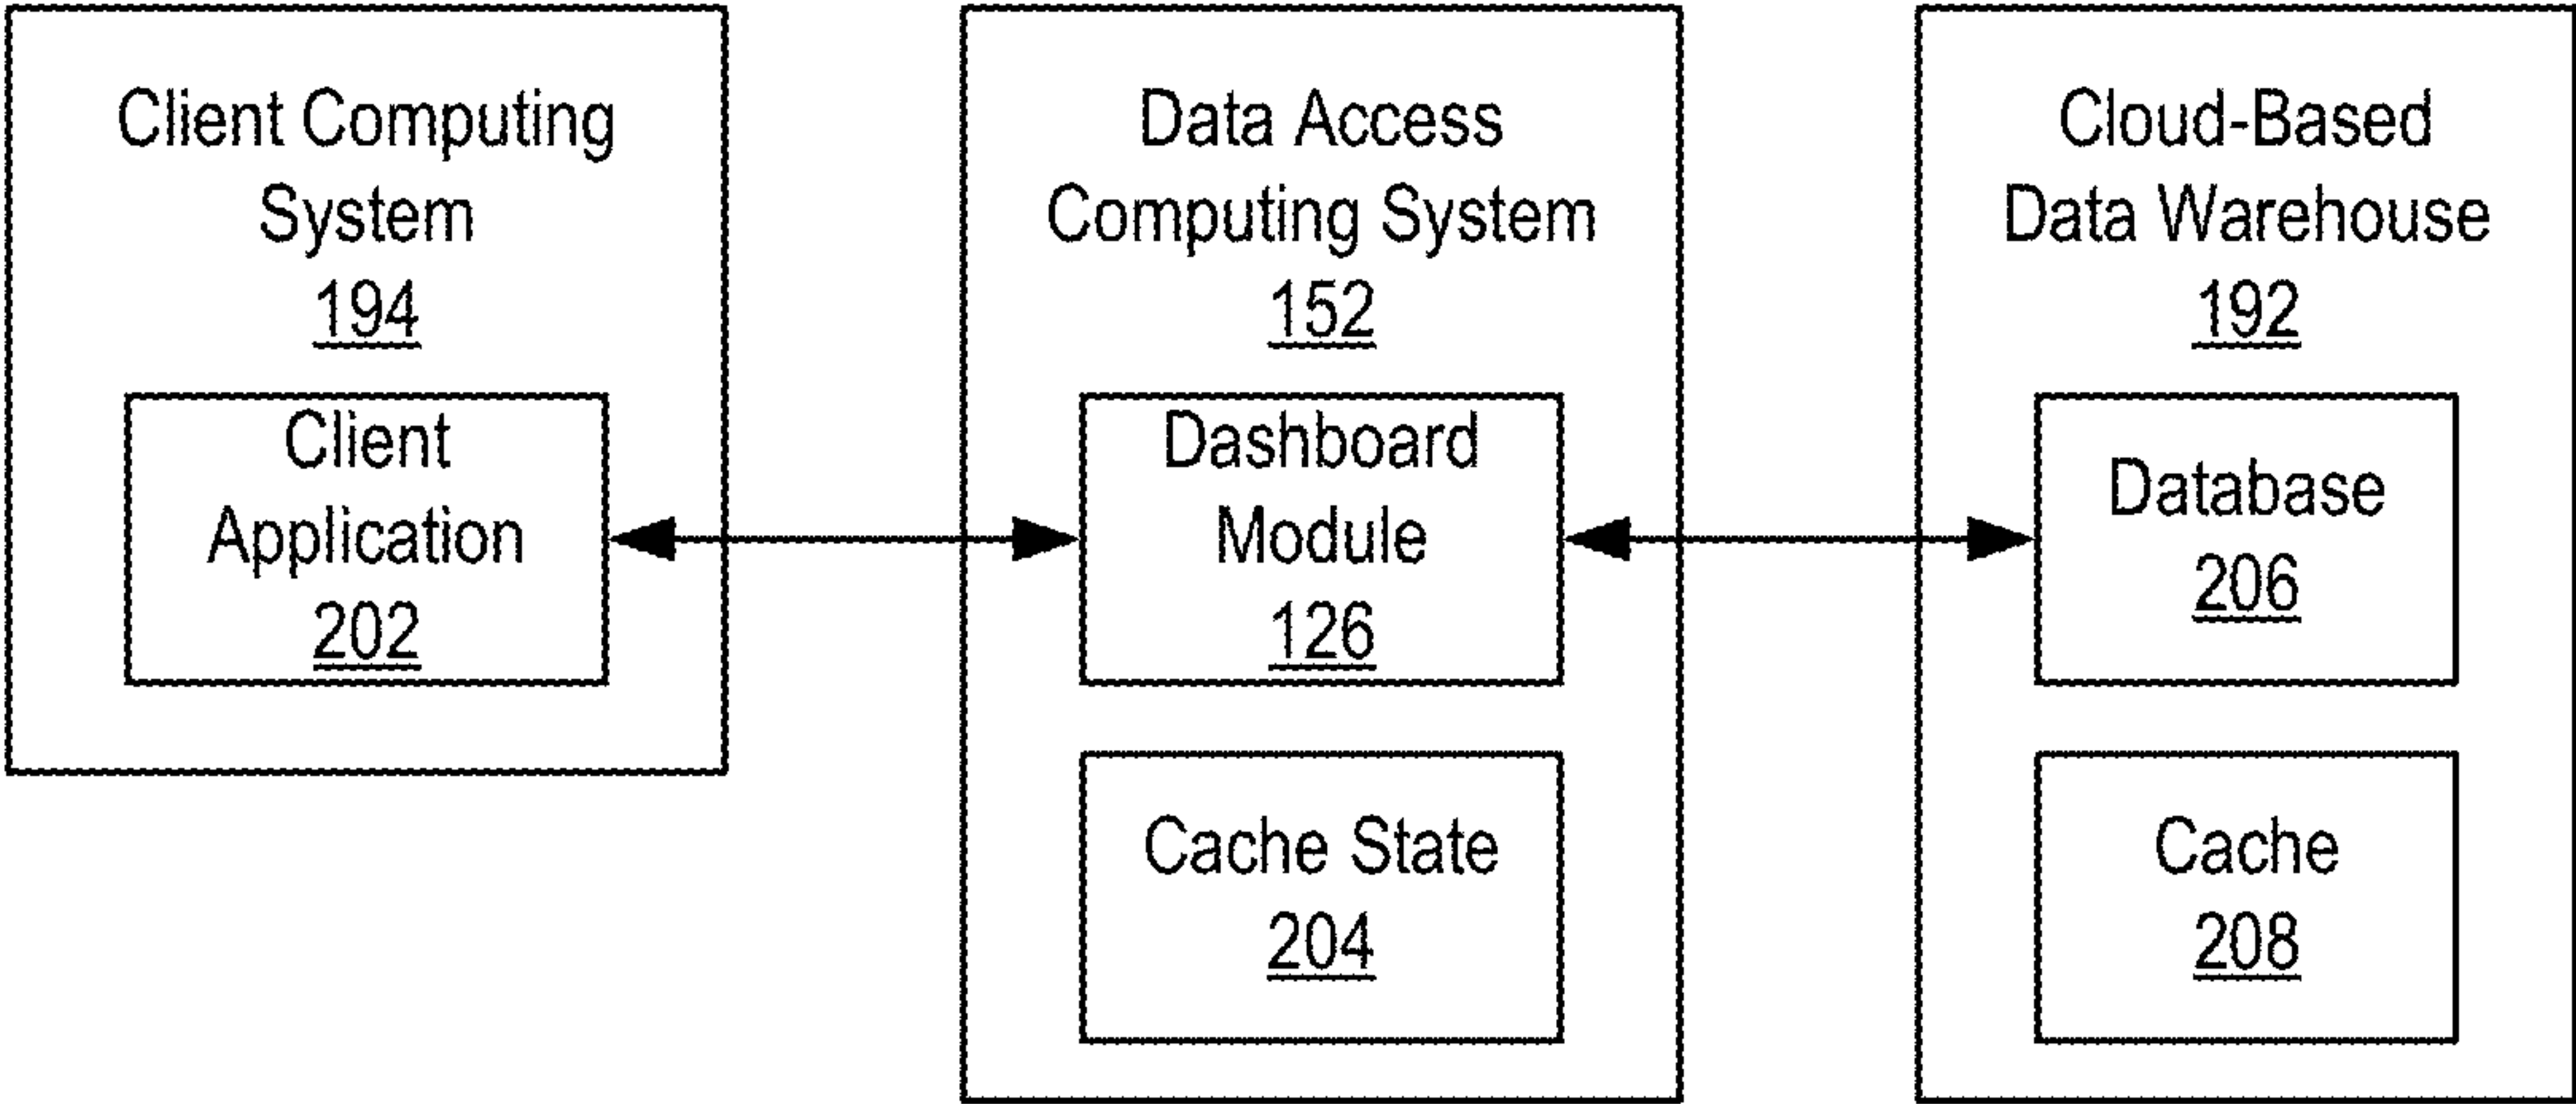 Client Computing
System
194
Client
Application
202
Data Access
Computing System
152
Dashboard
Module
126
Cache State
204
Cloud-Based
Data Warehouse
192
Database
206
Cache
208